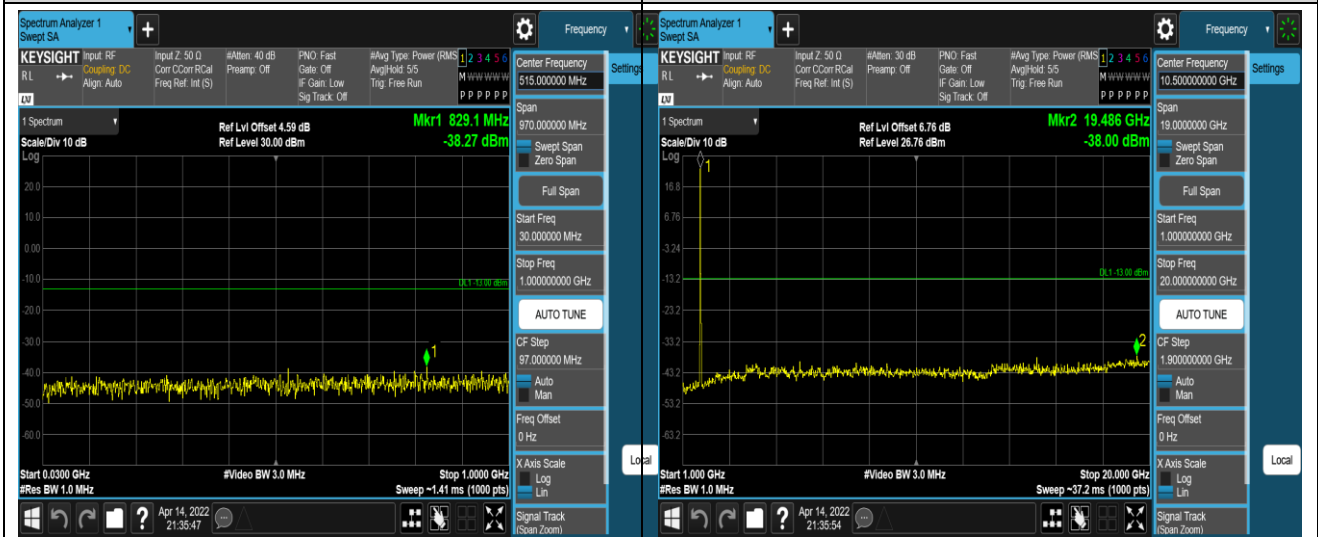 Spectrum Analyzer 1
Swept SA
Frequency
KEYSIGHT
Input: RF
Coupling: DC
Align: Auto
Input Z: 50 Ω
Corr CCorr RCal
Freq Ref: Int (S)
#Atten: 40 dB
Preamp: Off
PNO: Fast
Gate: Off
IF Gain: Low
Sig Track: Off
#Avg Type: Power (RMS
Avg|Hold: 5/5
Trig: Free Run
1 2 3 4 5 6
M W W W W W
P P P P P P
RL
LXI
1 Spectrum
Scale/Div 10 dB
Log
Ref Lvl Offset 4.59 dB
Ref Level 30.00 dBm
Mkr1 829.1 MHz
-38.27 dBm
20.0
10.0
0.00
-10.0
DL1 -13.00 dBm
-20.0
-30.0
1
-40.0
-50.0
-60.0
Start 0.0300 GHz
#Res BW 1.0 MHz
#Video BW 3.0 MHz
Stop 1.0000 GHz
Sweep ~1.41 ms (1000 pts)
Apr 14, 2022
21:35:47
Center Frequency
515.000000 MHz
Settings
Span
970.000000 MHz
Swept Span
Zero Span
Full Span
Start Freq
30.000000 MHz
Stop Freq
1.000000000 GHz
AUTO TUNE
CF Step
97.000000 MHz
Auto
Man
Freq Offset
0 Hz
X Axis Scale
Log
Lin
Local
Signal Track
(Span Zoom)
Spectrum Analyzer 1
Swept SA
Frequency
KEYSIGHT
Input: RF
Coupling: DC
Align: Auto
Input Z: 50 Ω
Corr CCorr RCal
Freq Ref: Int (S)
#Atten: 30 dB
Preamp: Off
PNO: Fast
Gate: Off
IF Gain: Low
Sig Track: Off
#Avg Type: Power (RMS
Avg|Hold: 5/5
Trig: Free Run
1 2 3 4 5 6
M W W W W W
P P P P P P
RL
LXI
1 Spectrum
Scale/Div 10 dB
Log
Ref Lvl Offset 6.76 dB
Ref Level 26.76 dBm
Mkr2 19.486 GHz
-38.00 dBm
1
16.8
6.76
-3.24
-13.2
DL1 -13.00 dBm
-23.2
-33.2
2
-43.2
-53.2
-63.2
Start 1.000 GHz
#Res BW 1.0 MHz
#Video BW 3.0 MHz
Stop 20.000 GHz
Sweep ~37.2 ms (1000 pts)
Apr 14, 2022
21:35:54
Center Frequency
10.500000000 GHz
Settings
Span
19.0000000 GHz
Swept Span
Zero Span
Full Span
Start Freq
1.000000000 GHz
Stop Freq
20.000000000 GHz
AUTO TUNE
CF Step
1.900000000 GHz
Auto
Man
Freq Offset
0 Hz
X Axis Scale
Log
Lin
Local
Signal Track
(Span Zoom)